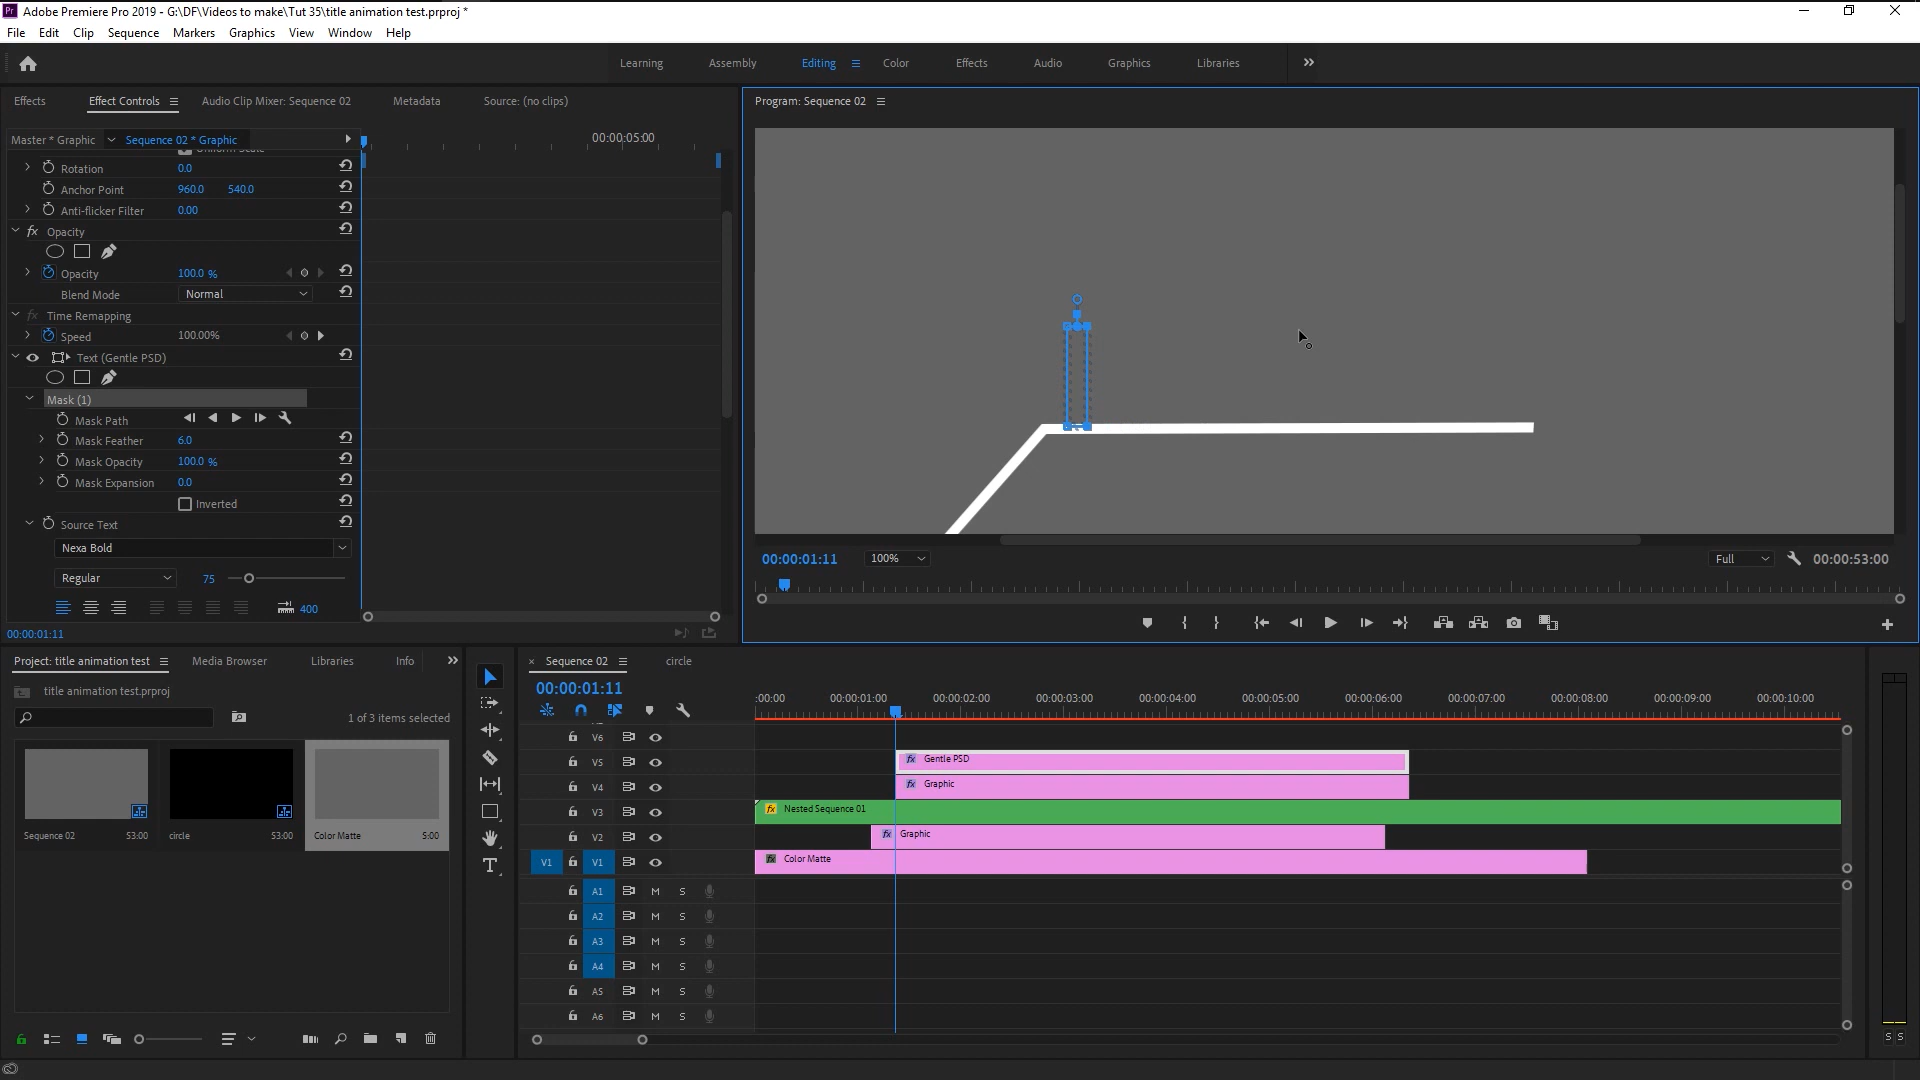 Pr Adobe Premiere Pro 2019 - G:\DF\Videos to make\Tut 35\title animation test.prproj *
File Edit Clip Sequence Markers Graphics View Window Help
Learning Assembly Editing Color Effects Audio Graphics Libraries
Effects Effect Controls Audio Clip Mixer: Sequence 02 Metadata Source: (no clips)
Program: Sequence 02
Master * Graphic Sequence 02 * Graphic 00:00:05:00
Uniform Scale
Rotation 0.0
Anchor Point 960.0 540.0
Anti-flicker Filter 0.00
fx Opacity
Opacity 100.0 %
Blend Mode Normal
fx Time Remapping
Speed 100.00%
Text (Gentle PSD)
Mask (1)
Mask Path
Mask Feather 6.0
Mask Opacity 100.0 %
Mask Expansion 0.0
Inverted
Source Text
Nexa Bold
Regular 75
400
00:00:01:11
00:00:01:11 100% Full 00:00:53:00
Project: title animation test Media Browser Libraries Info
title animation test.prproj
1 of 3 items selected
Sequence 02 53:00 circle 53:00 Color Matte 5:00
× Sequence 02 circle
00:00:01:11
:00:00 00:00:01:00 00:00:02:00 00:00:03:00 00:00:04:00 00:00:05:00 00:00:06:00 00:00:07:00 00:00:08:00 00:00:09:00 00:00:10:00
V6
V5 fx Gentle PSD
V4 fx Graphic
V3 fx Nested Sequence 01
V2 fx Graphic
V1 V1 fx Color Matte
A1 M S
A2 M S
A3 M S
A4 M S
A5 M S
A6 M S
S S